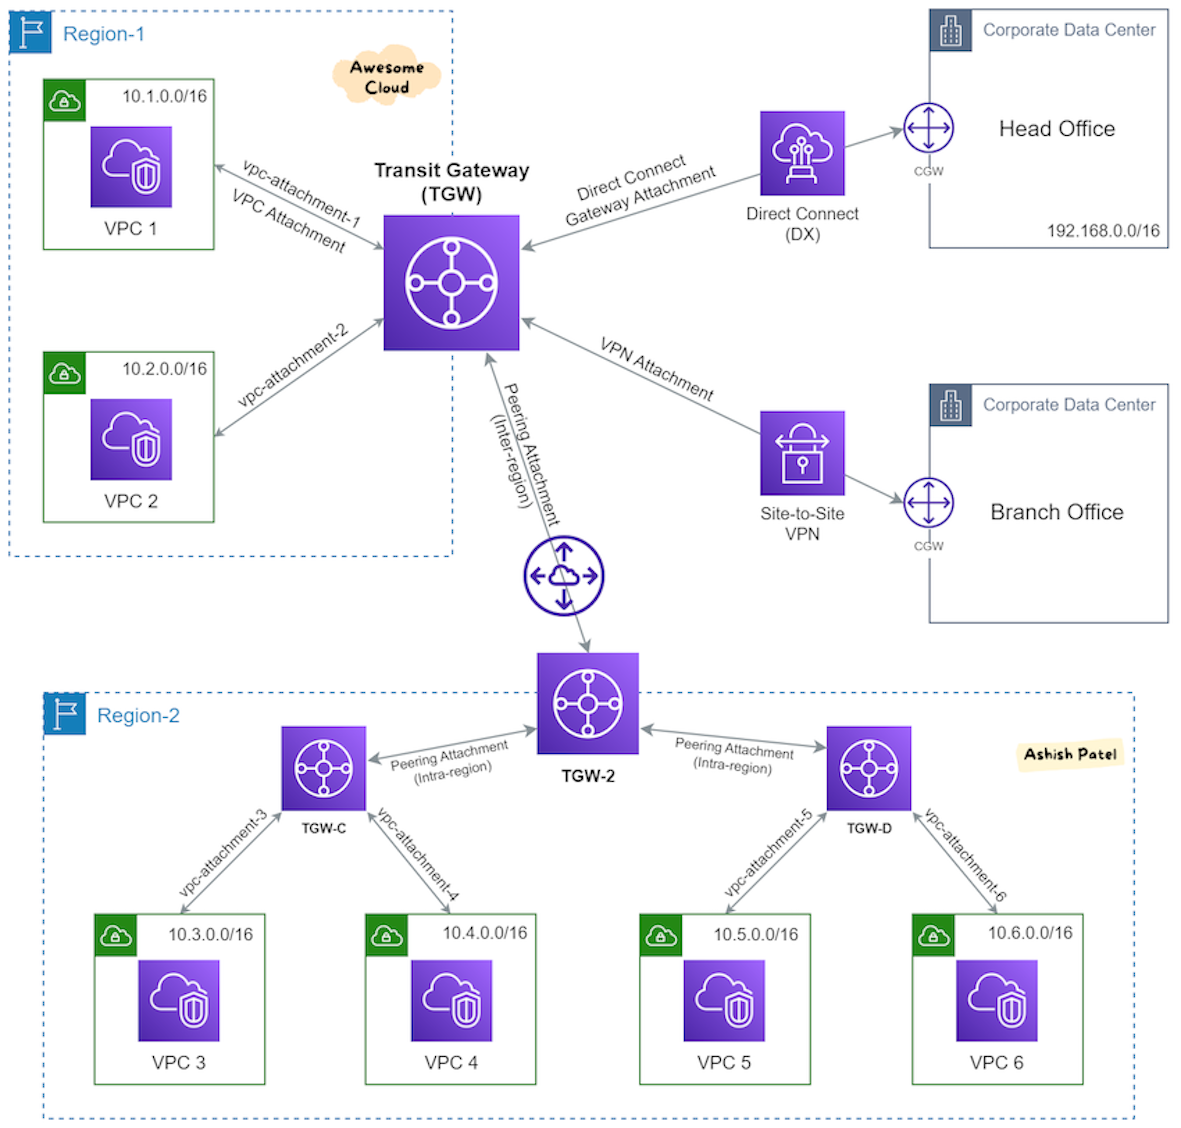 Region-1
Awesome
Cloud
10.1.0.0/16
VPC 1
vpc-attachment-1
VPC Attachment
Transit Gateway
(TGW)
10.2.0.0/16
VPC 2
vpc-attachment-2
Direct Connect
Gateway Attachment
Direct Connect
(DX)
Corporate Data Center
Head Office
CGW
192.168.0.0/16
VPN Attachment
Site-to-Site
VPN
Corporate Data Center
Branch Office
CGW
Peering Attachment
(Inter-region)
Region-2
Ashish Patel
TGW-2
Peering Attachment
(Intra-region)
Peering Attachment
(Intra-region)
TGW-C
TGW-D
vpc-attachment-3
vpc-attachment-4
vpc-attachment-5
vpc-attachment-6
10.3.0.0/16
VPC 3
10.4.0.0/16
VPC 4
10.5.0.0/16
VPC 5
10.6.0.0/16
VPC 6